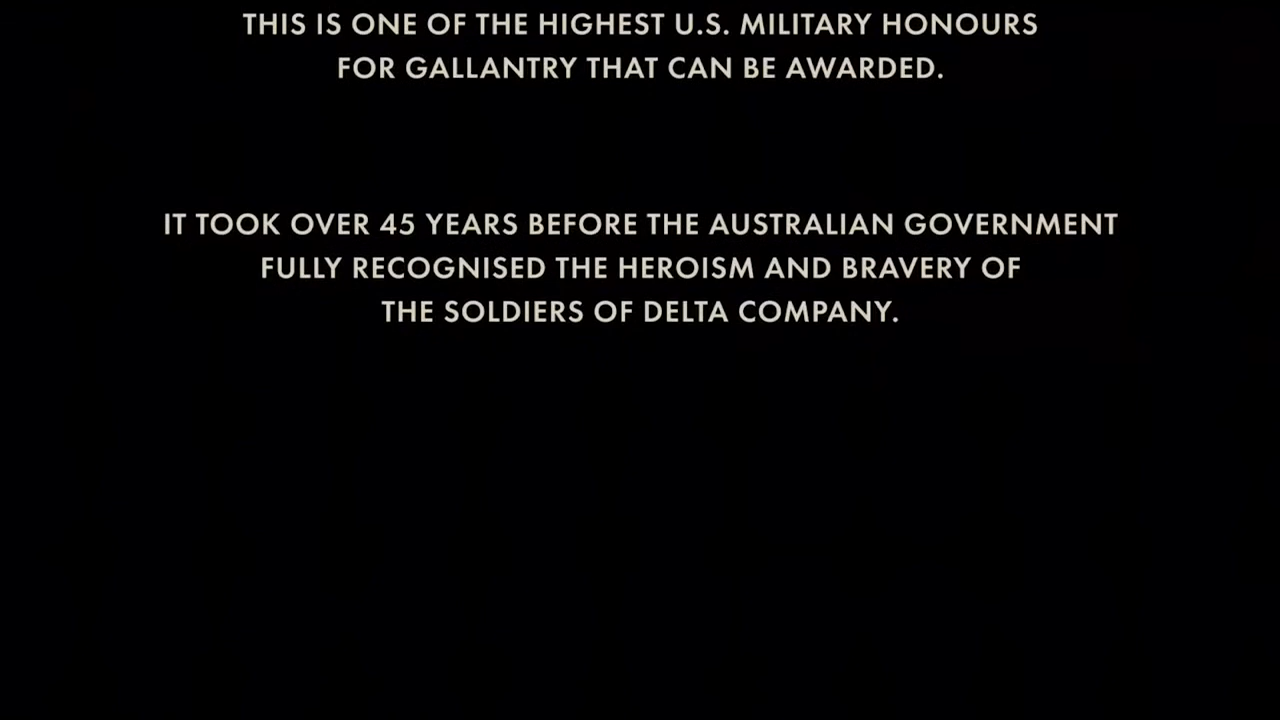 THIS IS ONE OF THE HIGHEST U.S. MILITARY HONOURS
FOR GALLANTRY THAT CAN BE AWARDED.
IT TOOK OVER 45 YEARS BEFORE THE AUSTRALIAN GOVERNMENT
FULLY RECOGNISED THE HEROISM AND BRAVERY OF
THE SOLDIERS OF DELTA COMPANY.